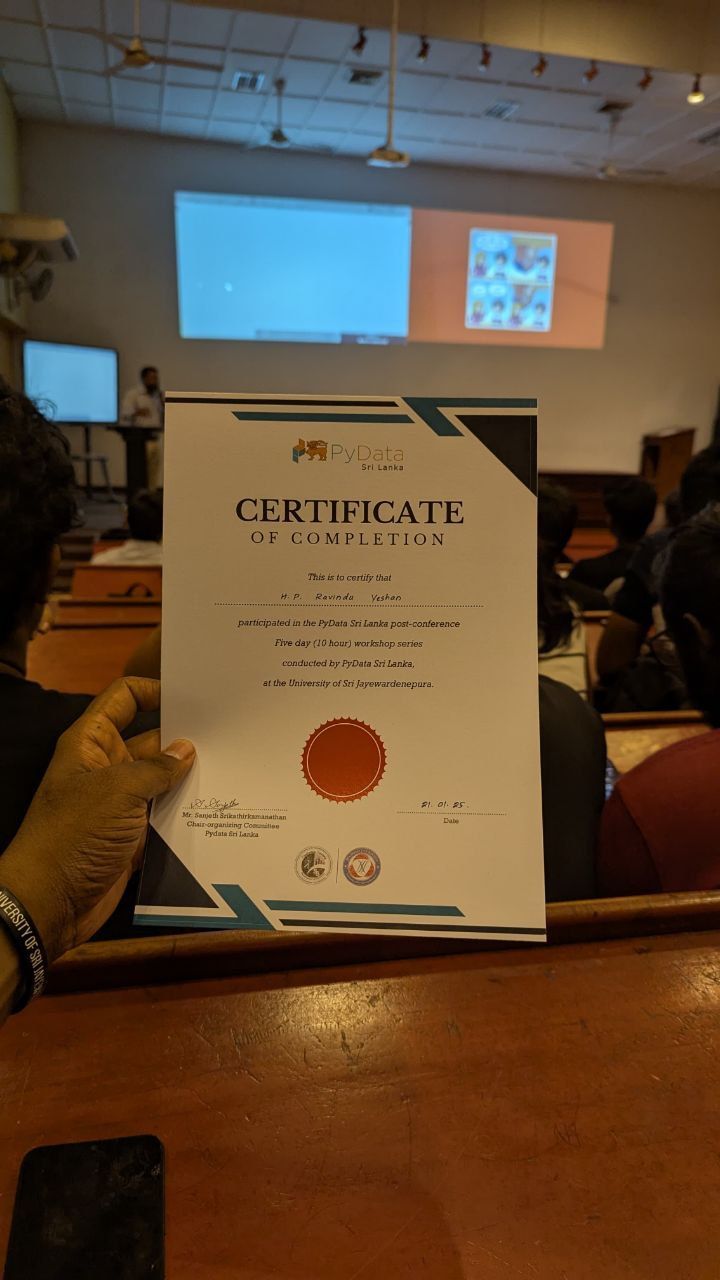 PyData
Sri Lanka
CERTIFICATE
OF COMPLETION
This is to certify that
H. P. Ravindu Yeshan
participated in the PyData Sri Lanka post-conference
Five day (10 hour) workshop series
conducted by PyData Sri Lanka,
at the University of Sri Jayewardenepura.
Mr. Sanjeth Srikathirkamanathan
Chair-organizing Committee
Pydata Sri Lanka
21. 01. 25.
Date
UNIVERSITY OF SRI JAYEW